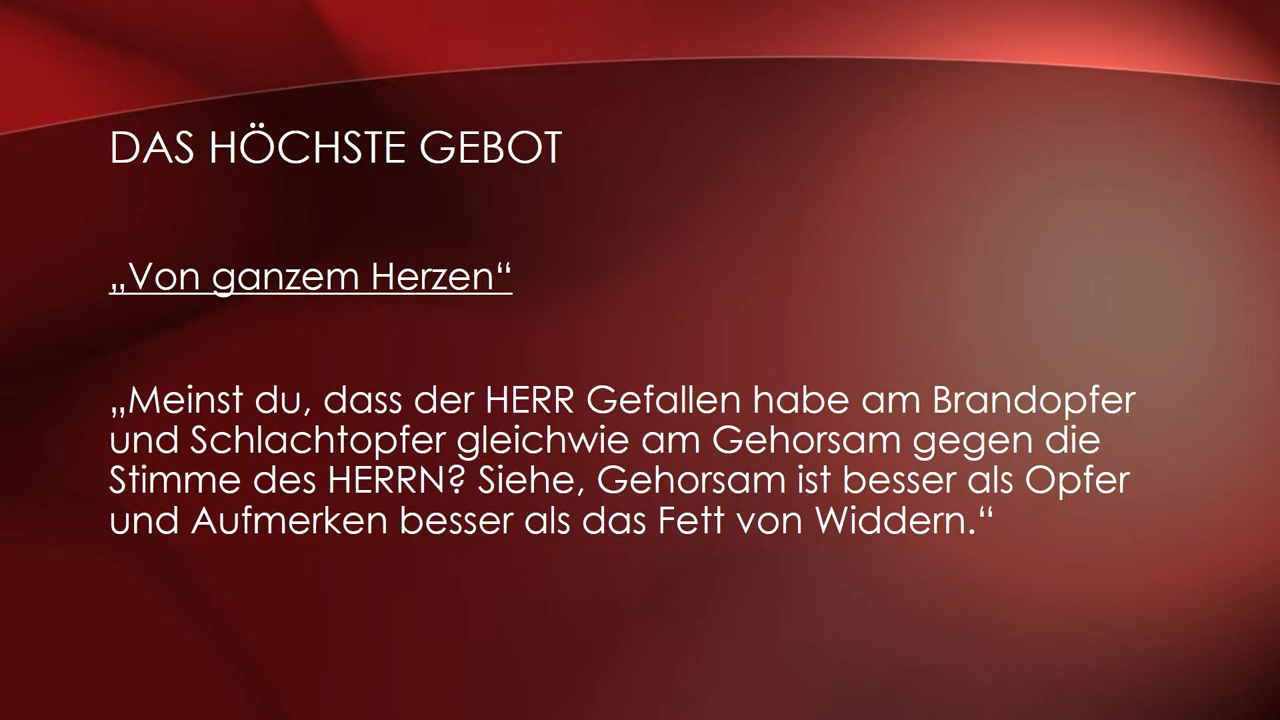 DAS HÖCHSTE GEBOT
„Von ganzem Herzen“
„Meinst du, dass der HERR Gefallen habe am Brandopfer
und Schlachtopfer gleichwie am Gehorsam gegen die
Stimme des HERRN? Siehe, Gehorsam ist besser als Opfer
und Aufmerken besser als das Fett von Widdern.“